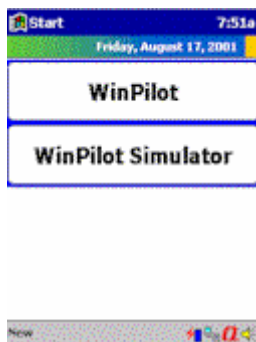 Start 7:51a
Friday, August 17, 2001
WinPilot
WinPilot Simulator
New